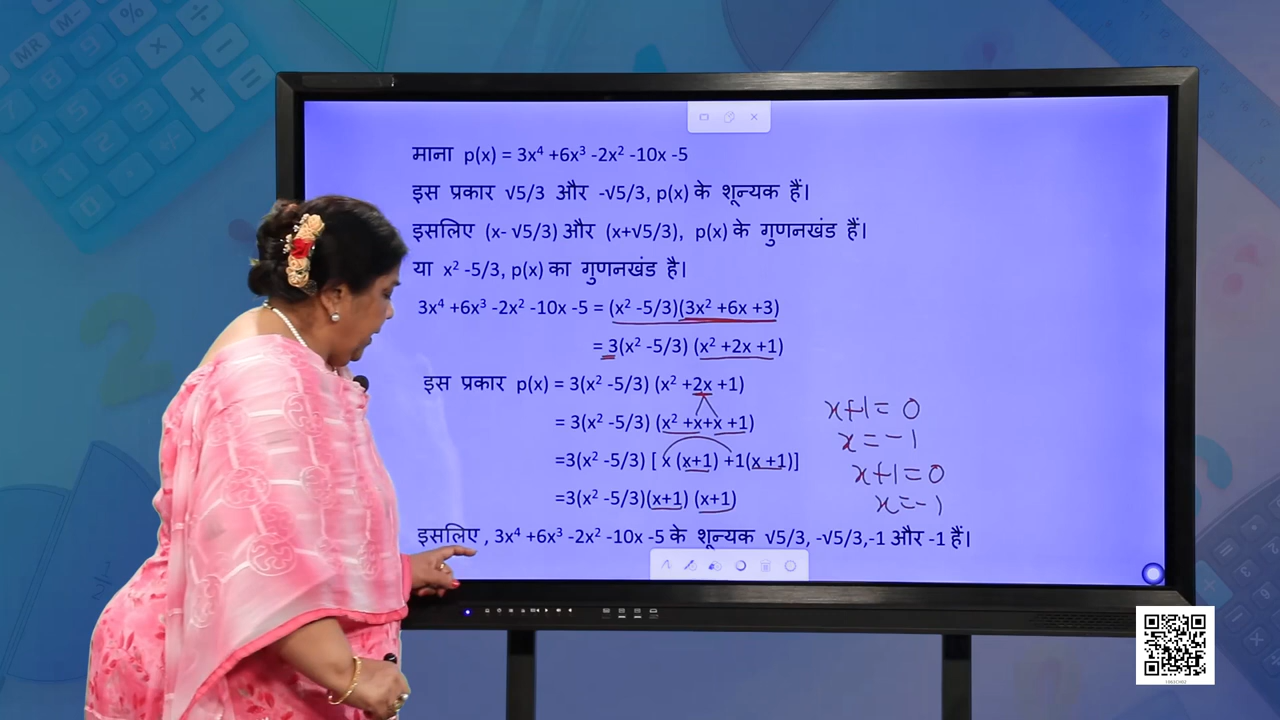 माना p(x) = 3x⁴ +6x³ -2x² -10x -5
इस प्रकार √5/3 और -√5/3, p(x) के शून्यक हैं।
इसलिए (x- √5/3) और (x+√5/3), p(x) के गुणनखंड हैं।
या x² -5/3, p(x) का गुणनखंड है।
3x⁴ +6x³ -2x² -10x -5 = (x² -5/3)(3x² +6x +3)
= 3(x² -5/3) (x² +2x +1)
इस प्रकार p(x) = 3(x² -5/3) (x² +2x +1)
= 3(x² -5/3) (x² +x+x +1)
=3(x² -5/3) [ x (x+1) +1(x +1)]
=3(x² -5/3)(x+1) (x+1)
इसलिए , 3x⁴ +6x³ -2x² -10x -5 के शून्यक √5/3, -√5/3,-1 और -1 हैं।
x+1 = 0
x = -1
x+1 = 0
x = -1